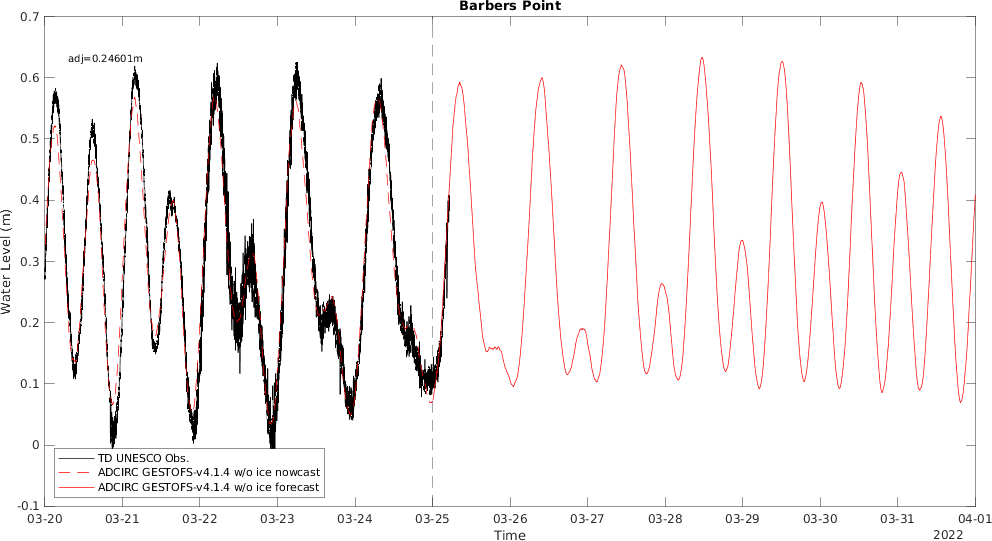 Barbers Point
0.7
0.6
0.5
0.4
0.3
0.2
0.1
0
-0.1
Water Level (m)
adj=0.24601m
TD UNESCO Obs.
ADCIRC GESTOFS-v4.1.4 w/o ice nowcast
ADCIRC GESTOFS-v4.1.4 w/o ice forecast
03-20 03-21 03-22 03-23 03-24 03-25 03-26 03-27 03-28 03-29 03-30 03-31 04-01
Time
2022